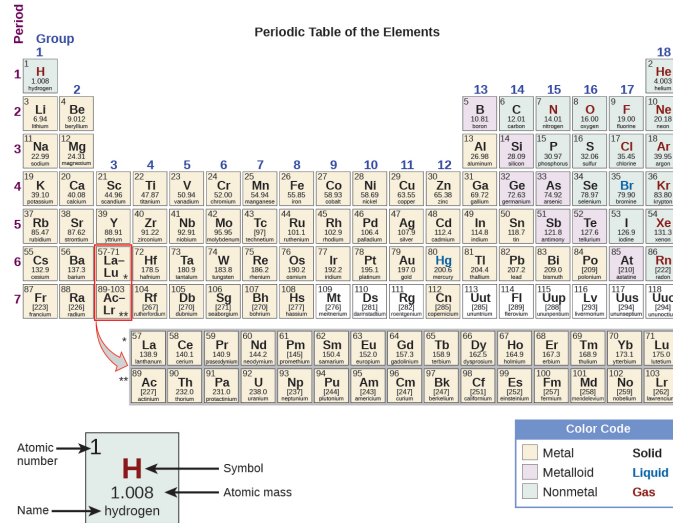 Periodic Table of the Elements
Period
Group
1
18
1
1 2
H He
1.008 4.003
hydrogen helium
2 13 14 15 16 17
2
3 4 5 6 7 8 9 10
Li Be B C N O F Ne
6.94 9.012 10.81 12.01 14.01 16.00 19.00 20.18
lithium beryllium boron carbon nitrogen oxygen fluorine neon
3
11 12 13 14 15 16 17 18
Na Mg Al Si P S Cl Ar
22.99 24.31 26.98 28.09 30.97 32.06 35.45 39.95
sodium magnesium aluminum silicon phosphorus sulfur chlorine argon
3 4 5 6 7 8 9 10 11 12
4
19 20 21 22 23 24 25 26 27 28 29 30 31 32 33 34 35 36
K Ca Sc Ti V Cr Mn Fe Co Ni Cu Zn Ga Ge As Se Br Kr
39.10 40.08 44.96 47.87 50.94 52.00 54.94 55.85 58.93 58.69 63.55 65.38 69.72 72.63 74.92 78.97 79.90 83.80
potassium calcium scandium titanium vanadium chromium manganese iron cobalt nickel copper zinc gallium germanium arsenic selenium bromine krypton
5
37 38 39 40 41 42 43 44 45 46 47 48 49 50 51 52 53 54
Rb Sr Y Zr Nb Mo Tc Ru Rh Pd Ag Cd In Sn Sb Te I Xe
85.47 87.62 88.91 91.22 92.91 95.95 [97] 101.1 102.9 106.4 107.9 112.4 114.8 118.7 121.8 127.6 126.9 131.3
rubidium strontium yttrium zirconium niobium molybdenum technetium ruthenium rhodium palladium silver cadmium indium tin antimony tellurium iodine xenon
6
55 56 57-71 72 73 74 75 76 77 78 79 80 81 82 83 84 85 86
Cs Ba La–Lu * Hf Ta W Re Os Ir Pt Au Hg Tl Pb Bi Po At Rn
132.9 137.3 178.5 180.9 183.8 186.2 190.2 192.2 195.1 197.0 200.6 204.4 207.2 209.0 [209] [210] [222]
cesium barium hafnium tantalum tungsten rhenium osmium iridium platinum gold mercury thallium lead bismuth polonium astatine radon
7
87 88 89-103 104 105 106 107 108 109 110 111 112 113 114 115 116 117 118
Fr Ra Ac–Lr ** Rf Db Sg Bh Hs Mt Ds Rg Cn Uut Fl Uup Lv Uus Uuo
[223] [226] [267] [270] [271] [270] [277] [276] [281] [282] [285] [285] [289] [288] [293] [294] [294]
francium radium rutherfordium dubnium seaborgium bohrium hassium meitnerium darmstadtium roentgenium copernicium ununtrium flerovium ununpentium livermorium ununseptium ununoctium
*
57 58 59 60 61 62 63 64 65 66 67 68 69 70 71
La Ce Pr Nd Pm Sm Eu Gd Tb Dy Ho Er Tm Yb Lu
138.9 140.1 140.9 144.2 [145] 150.4 152.0 157.3 158.9 162.5 164.9 167.3 168.9 173.1 175.0
lanthanum cerium praseodymium neodymium promethium samarium europium gadolinium terbium dysprosium holmium erbium thulium ytterbium lutetium
**
89 90 91 92 93 94 95 96 97 98 99 100 101 102 103
Ac Th Pa U Np Pu Am Cm Bk Cf Es Fm Md No Lr
[227] 232.0 231.0 238.0 [237] [244] [243] [247] [247] [251] [252] [257] [258] [259] [262]
actinium thorium protactinium uranium neptunium plutonium americium curium berkelium californium einsteinium fermium mendelevium nobelium lawrencium
Atomic number
1
H
Symbol
1.008
Atomic mass
Name
hydrogen
Color Code
Metal Solid
Metalloid Liquid
Nonmetal Gas